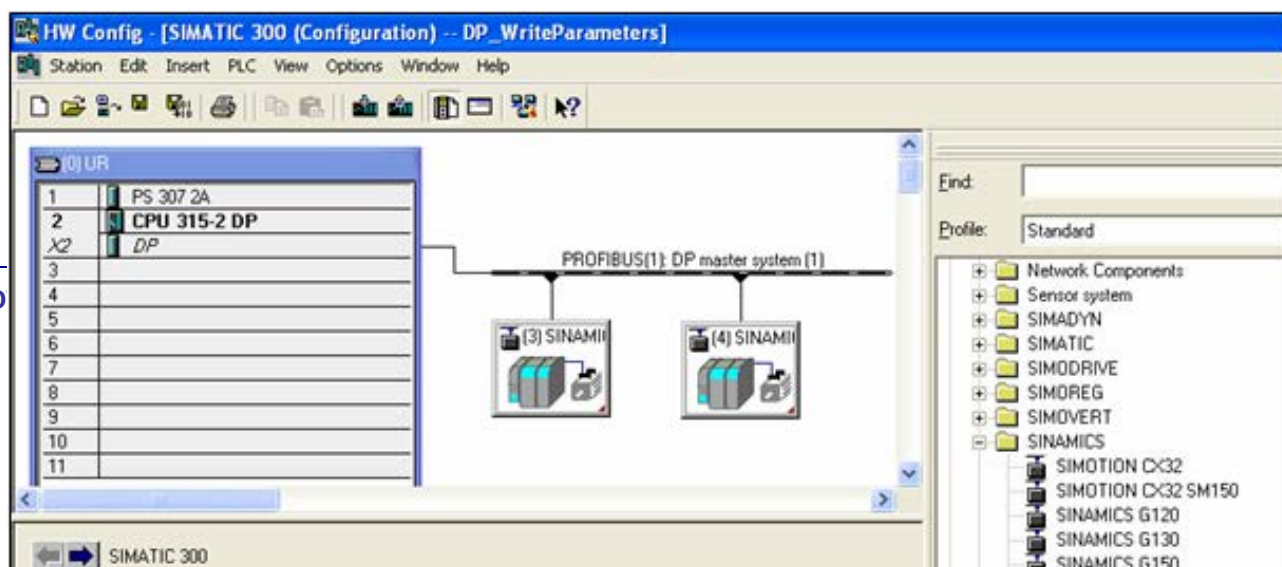 HW Config - [SIMATIC 300 (Configuration) -- DP_WriteParameters]
Station Edit Insert PLC View Options Window Help
(0) UR
1 PS 307 2A
2 CPU 315-2 DP
X2 DP
3
4
5
6
7
8
9
10
11
PROFIBUS(1): DP master system (1)
(3) SINAMI
(4) SINAMI
Find:
Profile: Standard
Network Components
Sensor system
SIMADYN
SIMATIC
SIMODRIVE
SIMOREG
SIMOVERT
SINAMICS
SIMOTION CX32
SIMOTION CX32 SM150
SINAMICS G120
SINAMICS G130
SINAMICS G150
SIMATIC 300